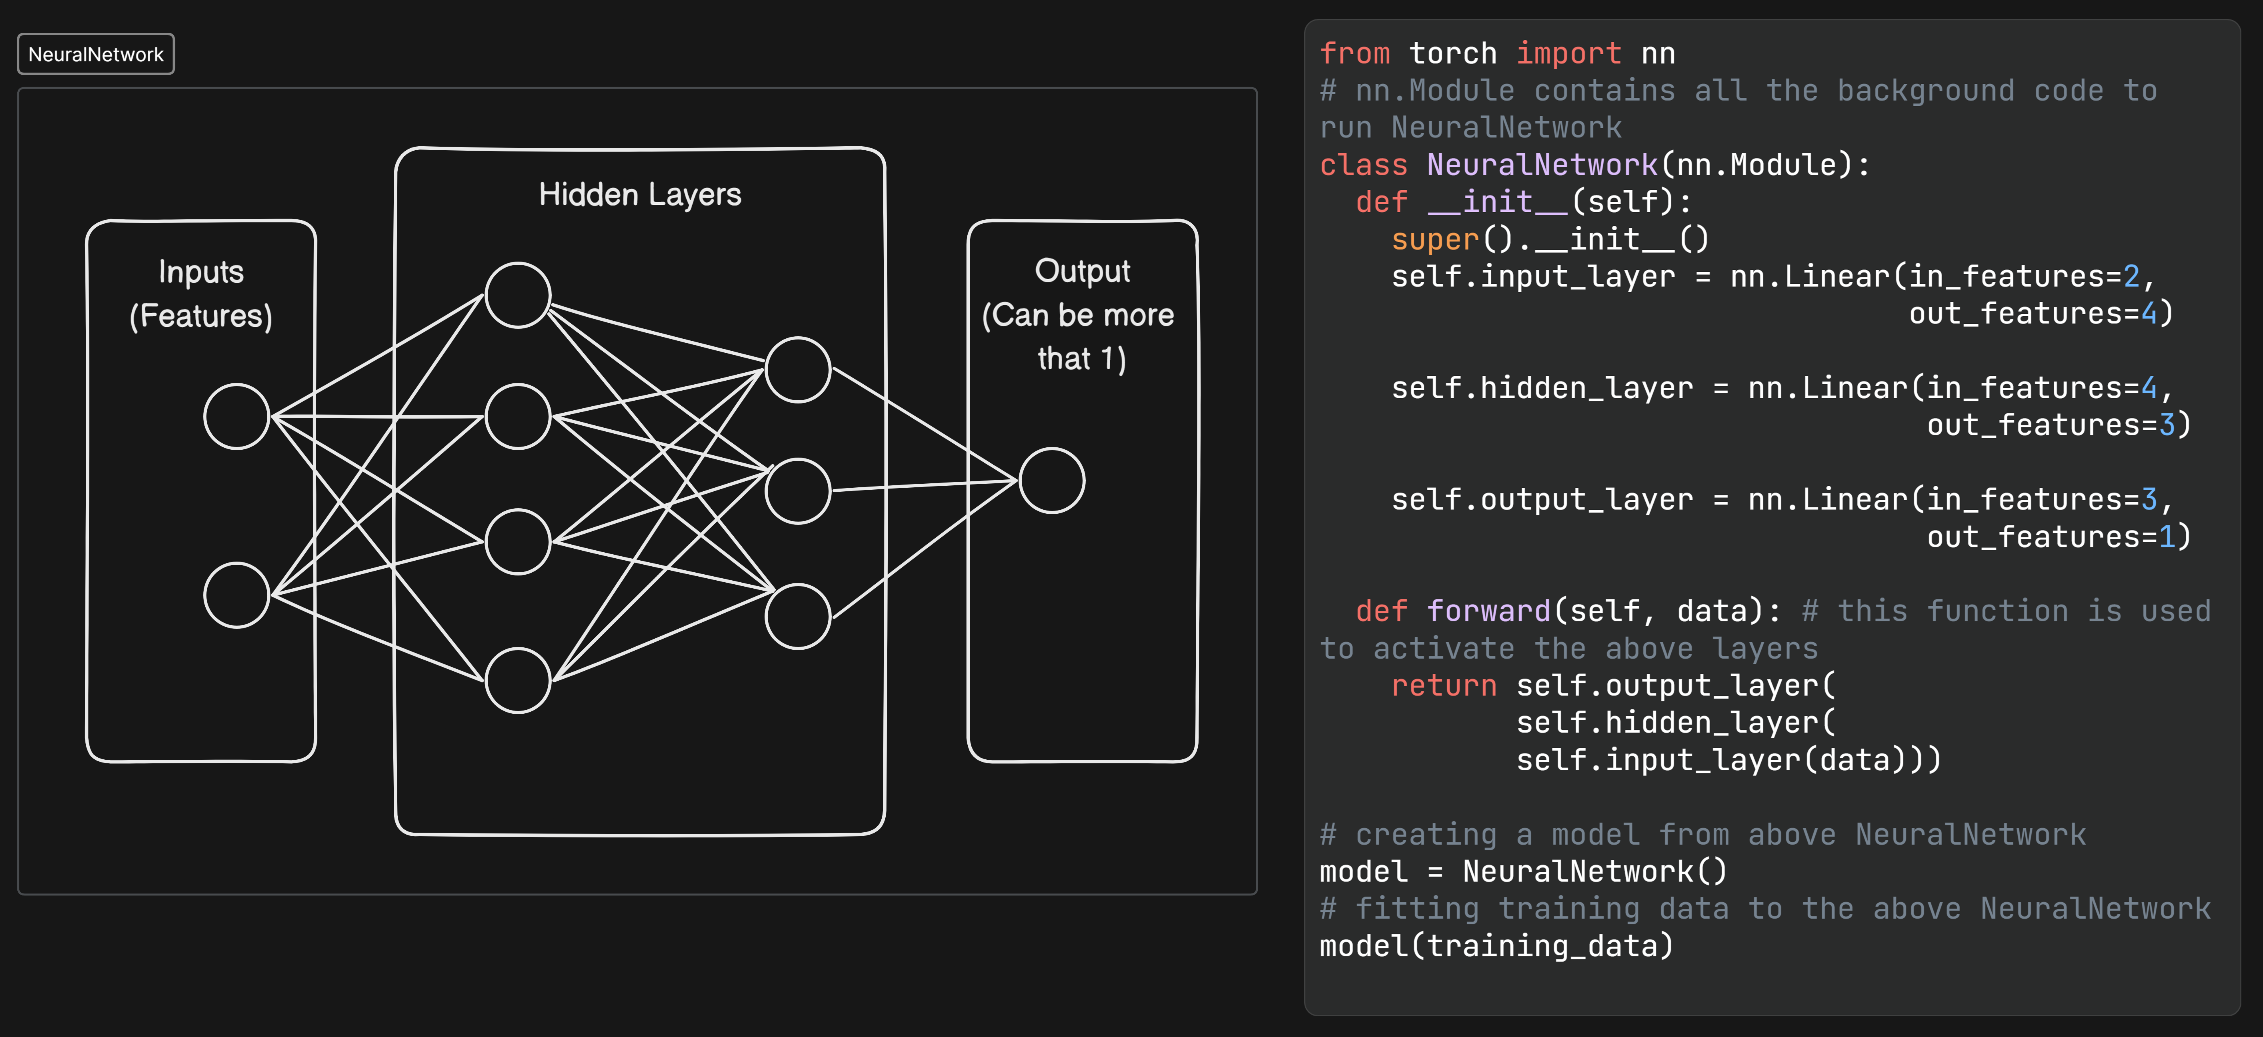 NeuralNetwork
Hidden Layers
Inputs
(Features)
Output
(Can be more
that 1)
from torch import nn
# nn.Module contains all the background code to
run NeuralNetwork
class NeuralNetwork(nn.Module):
  def __init__(self):
    super().__init__()
    self.input_layer = nn.Linear(in_features=2,
                                 out_features=4)
    self.hidden_layer = nn.Linear(in_features=4,
                                  out_features=3)
    self.output_layer = nn.Linear(in_features=3,
                                  out_features=1)
  def forward(self, data): # this function is used
to activate the above layers
    return self.output_layer(
           self.hidden_layer(
           self.input_layer(data)))
# creating a model from above NeuralNetwork
model = NeuralNetwork()
# fitting training data to the above NeuralNetwork
model(training_data)